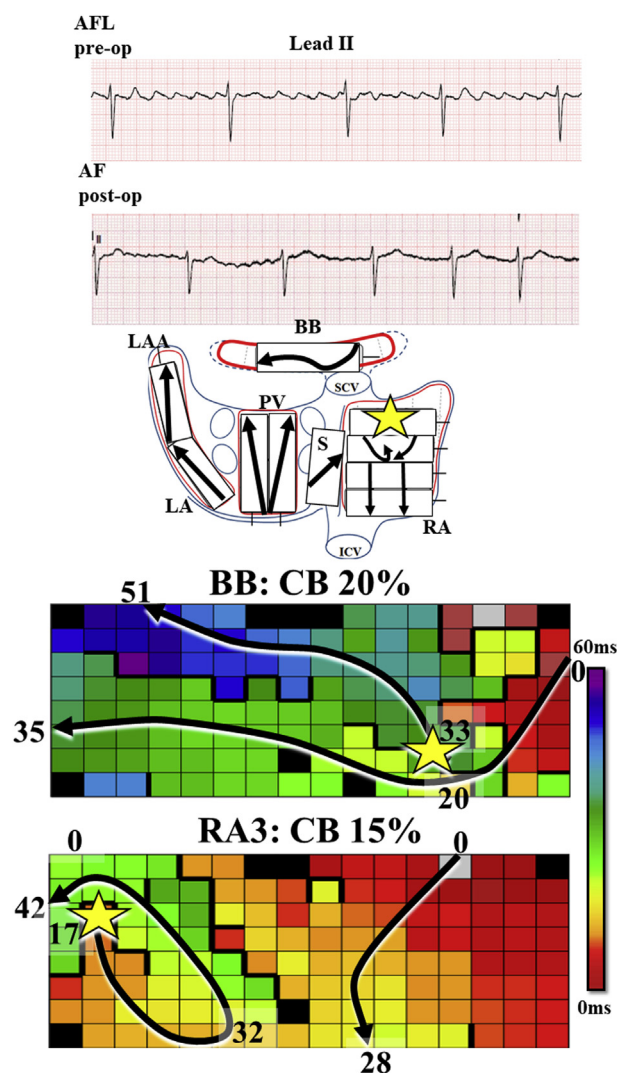 AFL
pre-op
Lead II
AF
post-op
II
BB
LAA
SCV
PV
S
LA
RA
ICV
BB: CB 20%
51
60ms
0
35
33
20
RA3: CB 15%
0
0
42
17
32
28
0ms